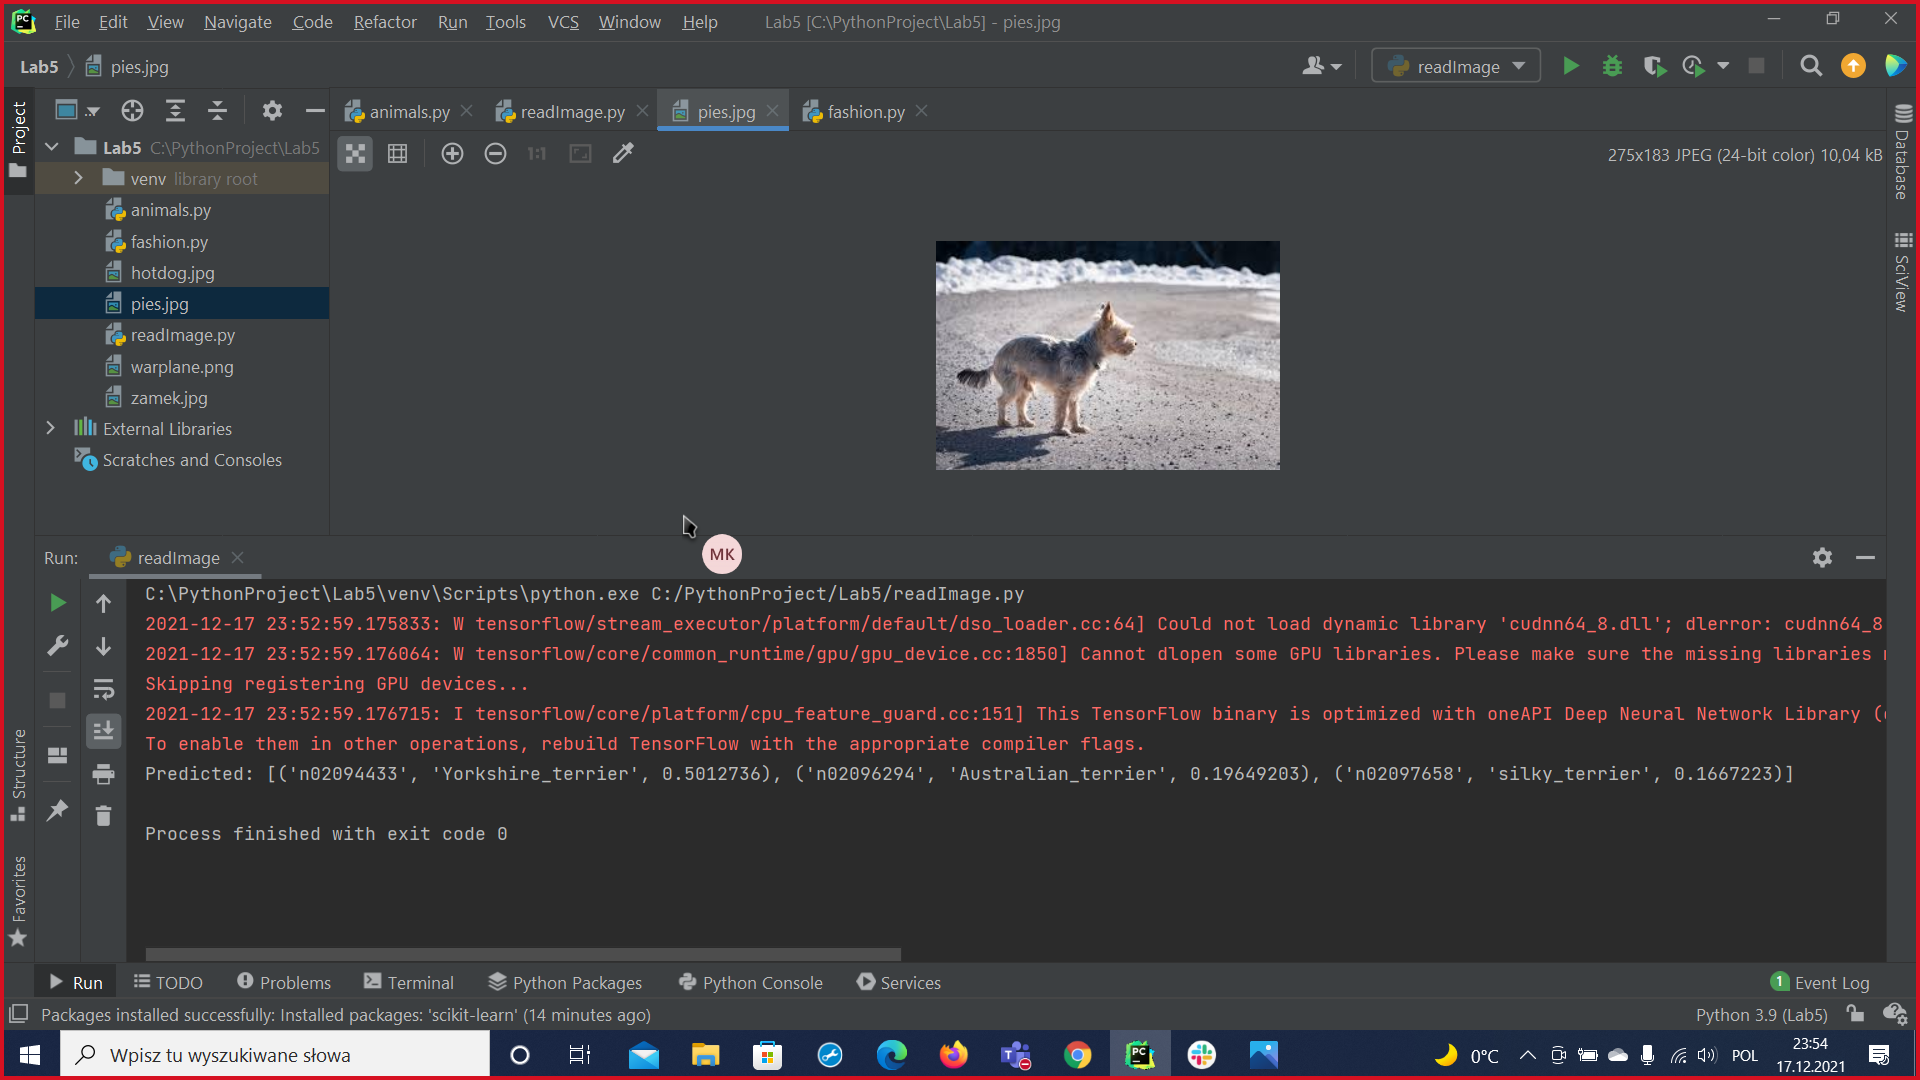 File Edit View Navigate Code Refactor Run Tools VCS Window Help Lab5 [C:\PythonProject\Lab5] - pies.jpg
Lab5 pies.jpg readImage
Project
animals.py readImage.py pies.jpg fashion.py
Lab5 C:\PythonProject\Lab5
275x183 JPEG (24-bit color) 10,04 kB
1:1
venv library root
animals.py
fashion.py
hotdog.jpg
pies.jpg
readImage.py
warplane.png
zamek.jpg
External Libraries
Scratches and Consoles
Database
SciView
MK
Run: readImage
C:\PythonProject\Lab5\venv\Scripts\python.exe C:/PythonProject/Lab5/readImage.py
2021-12-17 23:52:59.175833: W tensorflow/stream_executor/platform/default/dso_loader.cc:64] Could not load dynamic library 'cudnn64_8.dll'; dlerror: cudnn64_8
2021-12-17 23:52:59.176064: W tensorflow/core/common_runtime/gpu/gpu_device.cc:1850] Cannot dlopen some GPU libraries. Please make sure the missing libraries
Skipping registering GPU devices...
2021-12-17 23:52:59.176715: I tensorflow/core/platform/cpu_feature_guard.cc:151] This TensorFlow binary is optimized with oneAPI Deep Neural Network Library (
To enable them in other operations, rebuild TensorFlow with the appropriate compiler flags.
Predicted: [('n02094433', 'Yorkshire_terrier', 0.5012736), ('n02096294', 'Australian_terrier', 0.19649203), ('n02097658', 'silky_terrier', 0.1667223)]
Process finished with exit code 0
Structure
Favorites
Run TODO Problems Terminal Python Packages Python Console Services 1 Event Log
Packages installed successfully: Installed packages: 'scikit-learn' (14 minutes ago) Python 3.9 (Lab5)
Wpisz tu wyszukiwane słowa
0°C POL 23:54
17.12.2021